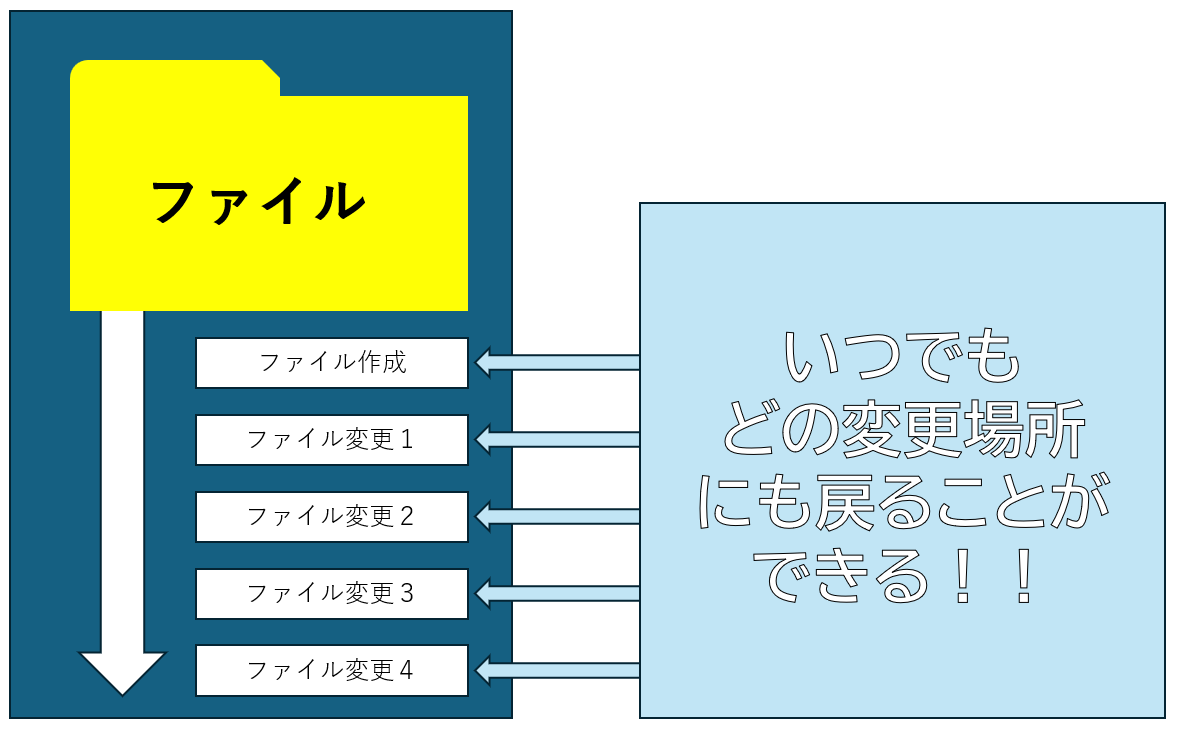 ファイル
ファイル作成
ファイル変更１
ファイル変更２
ファイル変更３
ファイル変更４
いつでも
どの変更場所
にも戻ることが
できる！！